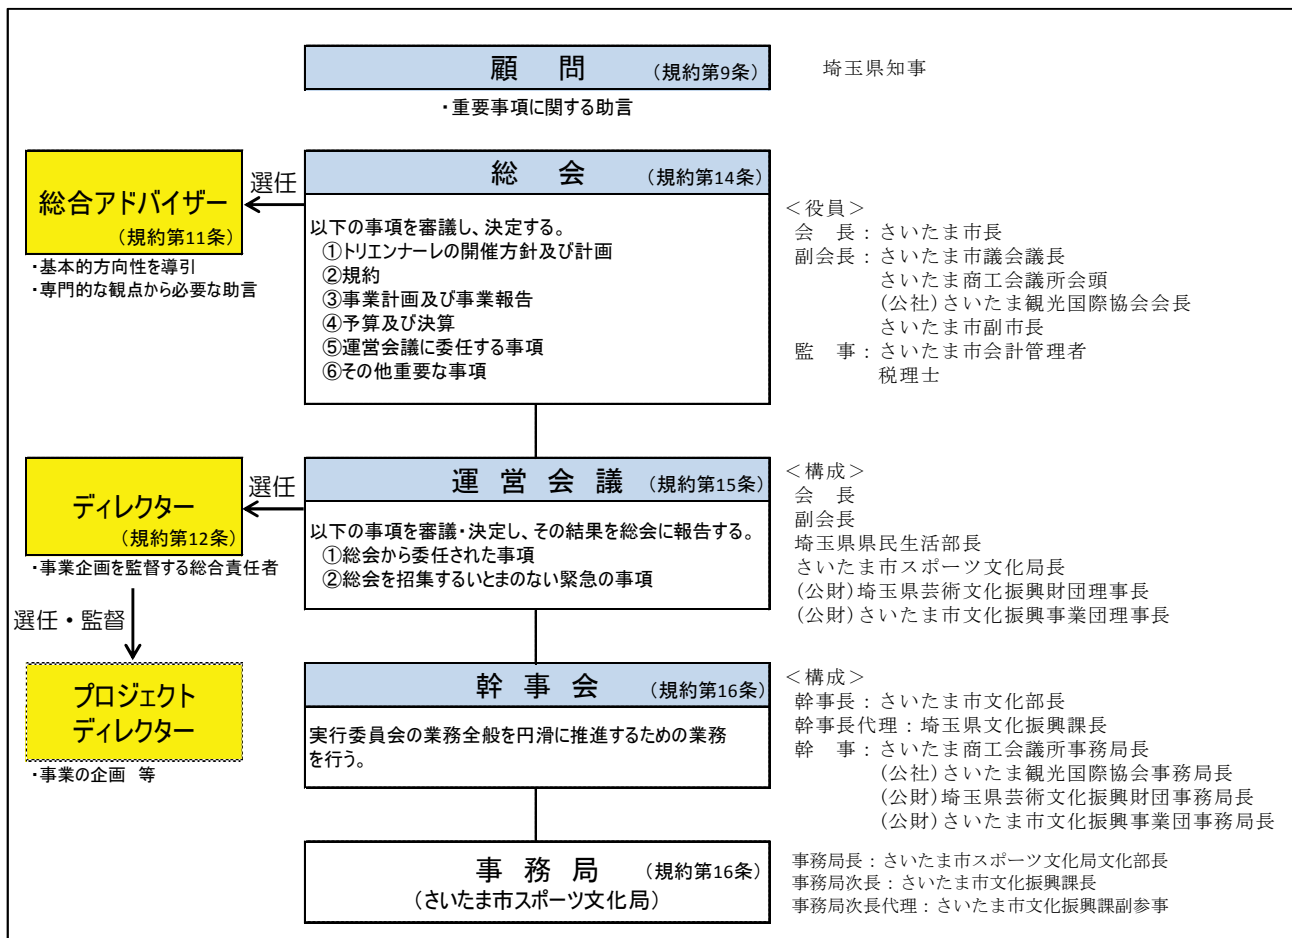 顧　問　（規約第9条）
埼玉県知事
・重要事項に関する助言
総合アドバイザー
（規約第11条）
・基本的方向性を導引
・専門的な観点から必要な助言
選任
総　会　（規約第14条）
以下の事項を審議し、決定する。
①トリエンナーレの開催方針及び計画
②規約
③事業計画及び事業報告
④予算及び決算
⑤運営会議に委任する事項
⑥その他重要な事項
＜役員＞
会　長：さいたま市長
副会長：さいたま市議会議長
さいたま商工会議所会頭
(公社)さいたま観光国際協会会長
さいたま市副市長
監　事：さいたま市会計管理者
税理士
ディレクター
（規約第12条）
・事業企画を監督する総合責任者
選任
運 営 会 議　（規約第15条）
以下の事項を審議・決定し、その結果を総会に報告する。
①総会から委任された事項
②総会を招集するいとまのない緊急の事項
＜構成＞
会　長
副会長
埼玉県県民生活部長
さいたま市スポーツ文化局長
(公財)埼玉県芸術文化振興財団理事長
(公財)さいたま市文化振興事業団理事長
選任・監督
プロジェクト
ディレクター
・事業の企画　等
幹 事 会　（規約第16条）
実行委員会の業務全般を円滑に推進するための業務
を行う。
＜構成＞
幹事長：さいたま市文化部長
幹事長代理：埼玉県文化振興課長
幹　事：さいたま商工会議所事務局長
(公社)さいたま観光国際協会事務局長
(公財)埼玉県芸術文化振興財団事務局長
(公財)さいたま市文化振興事業団事務局長
事 務 局　（規約第16条）
（さいたま市スポーツ文化局）
事務局長：さいたま市スポーツ文化局文化部長
事務局次長：さいたま市文化振興課長
事務局次長代理：さいたま市文化振興課副参事